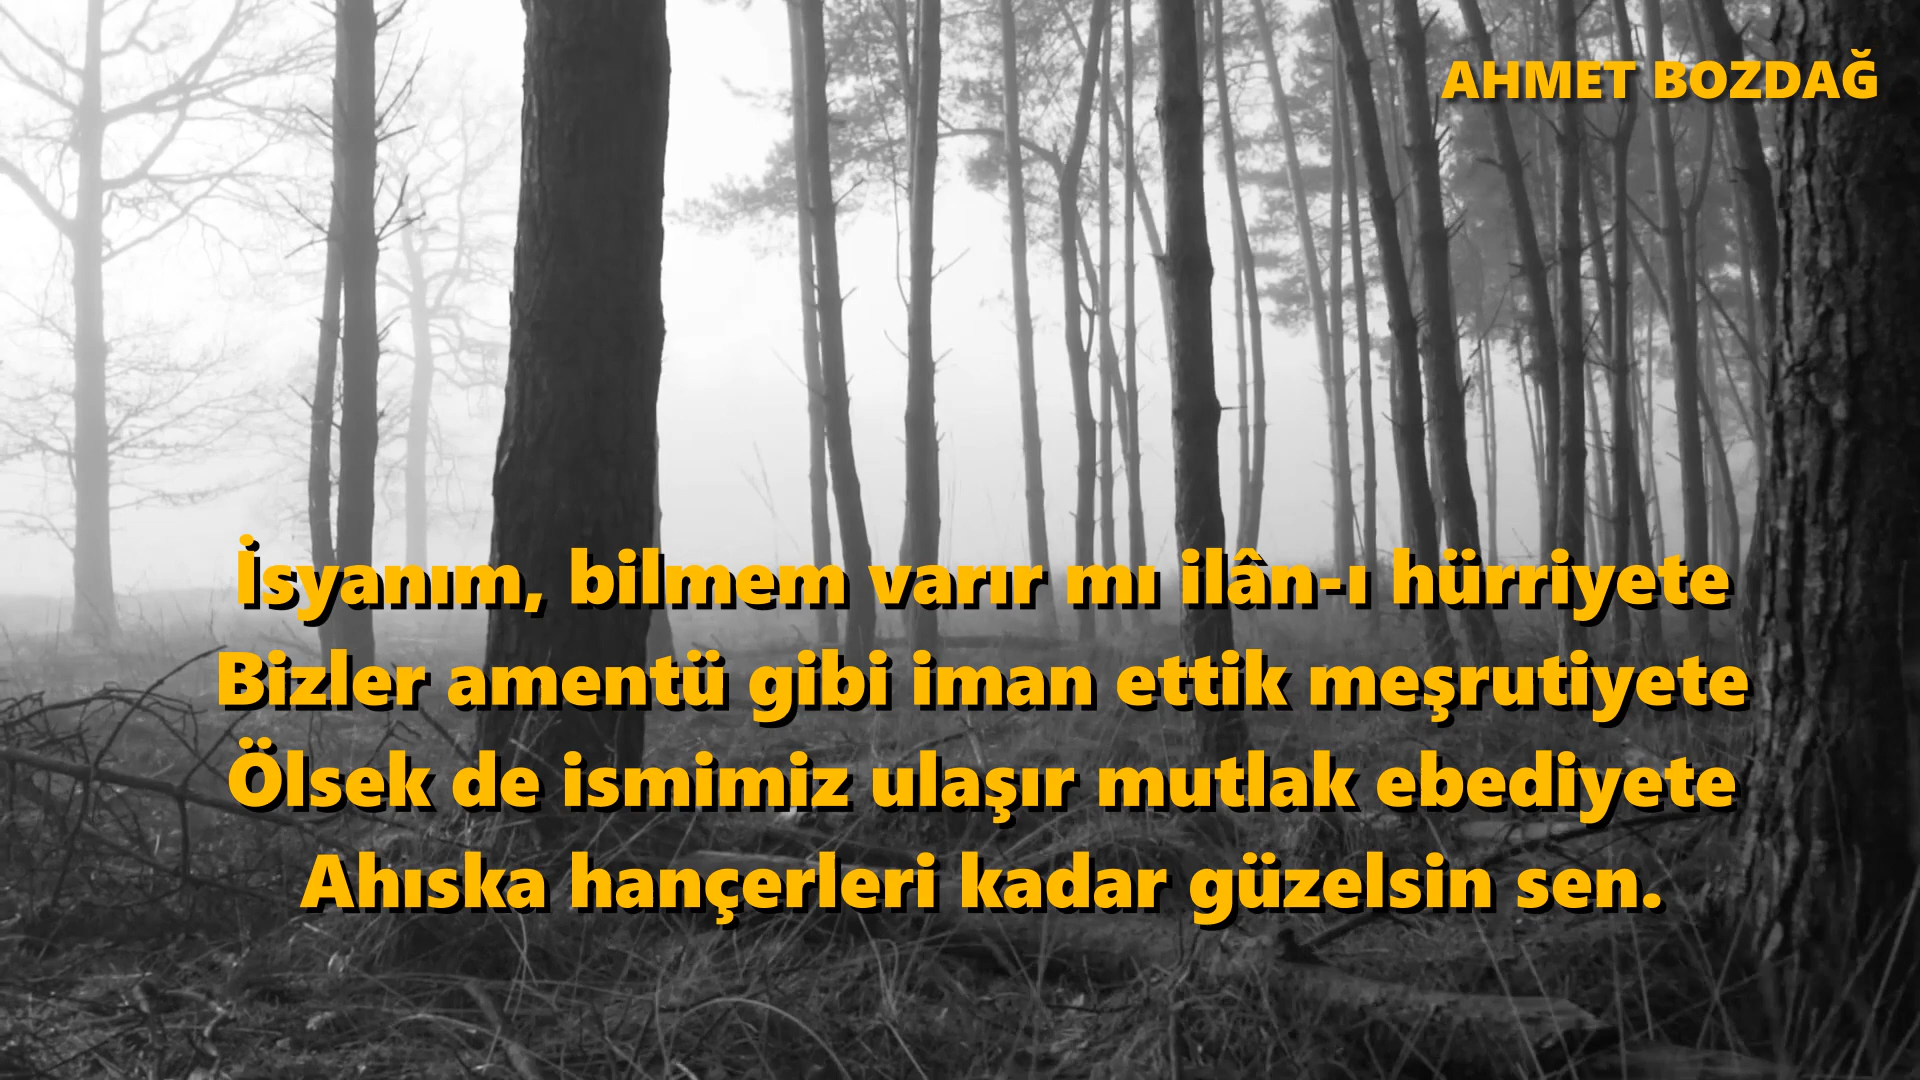 AHMET BOZDAĞ
İsyanım, bilmem varır mı ilân-ı hürriyete
Bizler amentü gibi iman ettik meşrutiyete
Ölsek de ismimiz ulaşır mutlak ebediyete
Ahıska hançerleri kadar güzelsin sen.